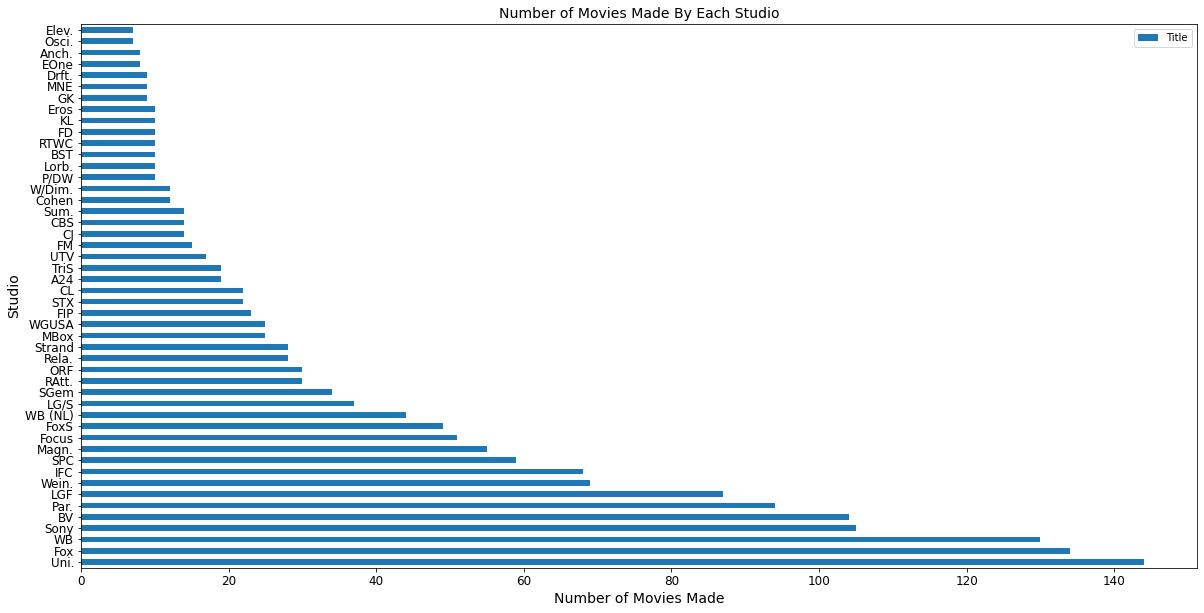 Number of Movies Made By Each Studio
Title
Studio
Elev.
Osci.
Anch.
EOne
Drft.
MNE
GK
Eros
KL
FD
RTWC
BST
Lorb.
P/DW
W/Dim.
Cohen
Sum.
CBS
CJ
FM
UTV
TriS
A24
CL
STX
FIP
WGUSA
MBox
Strand
Rela.
ORF
RAtt.
SGem
LG/S
WB (NL)
FoxS
Focus
Magn.
SPC
IFC
Wein.
LGF
Par.
BV
Sony
WB
Fox
Uni.
0 20 40 60 80 100 120 140
Number of Movies Made